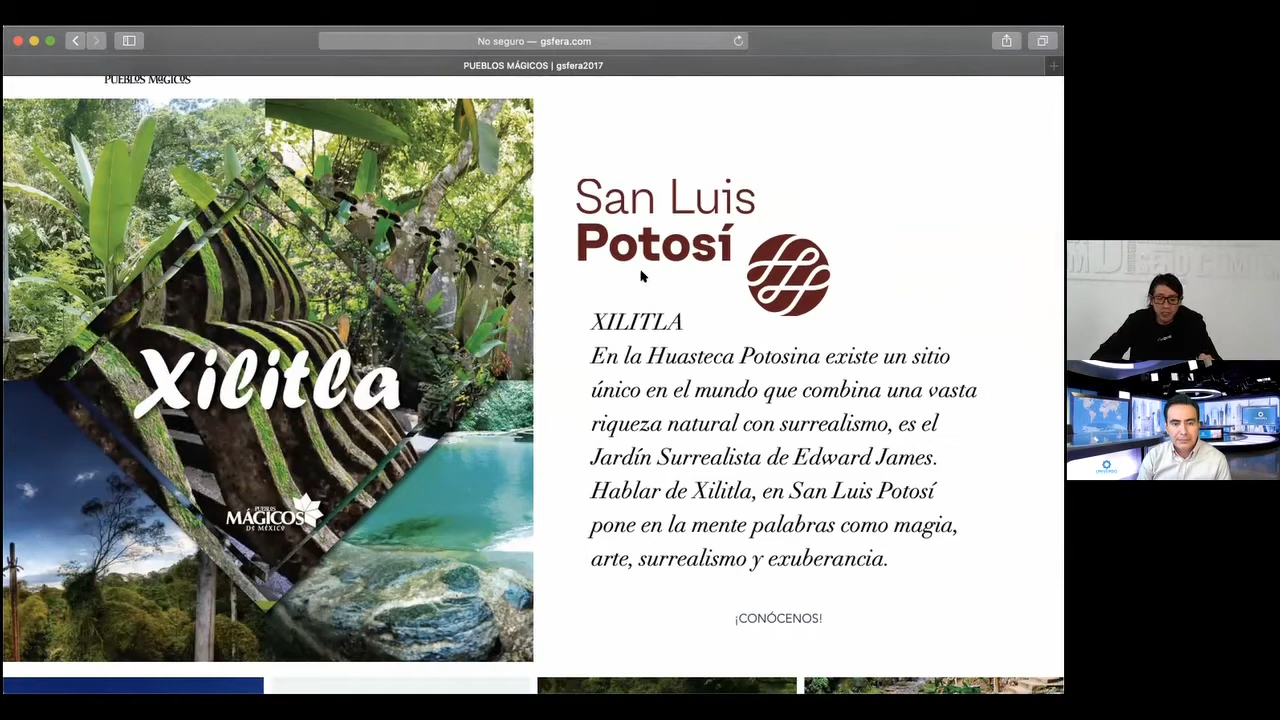 No seguro — gsfera.com
PUEBLOS MÁGICOS | gsfera2017
PUEBLOS MÁGICOS
San Luis
Potosí
Xilitla
PUEBLOS
MÁGICOS
DE MÉXICO
XILITLA
En la Huasteca Potosina existe un sitio
único en el mundo que combina una vasta
riqueza natural con surrealismo, es el
Jardín Surrealista de Edward James.
Hablar de Xilitla, en San Luis Potosí
pone en la mente palabras como magia,
arte, surrealismo y exuberancia.
¡CONÓCENOS!